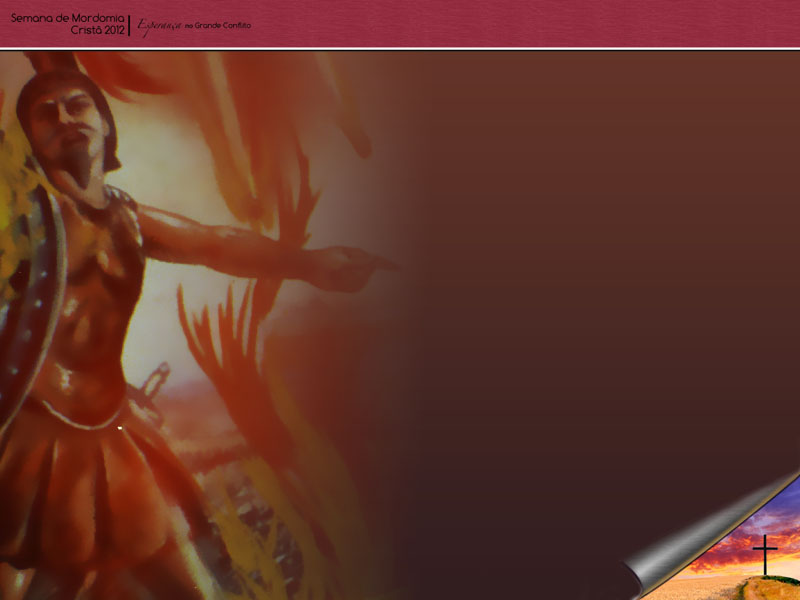 Semana de Mordomia
Cristã 2012
Esperança no Grande Conflito